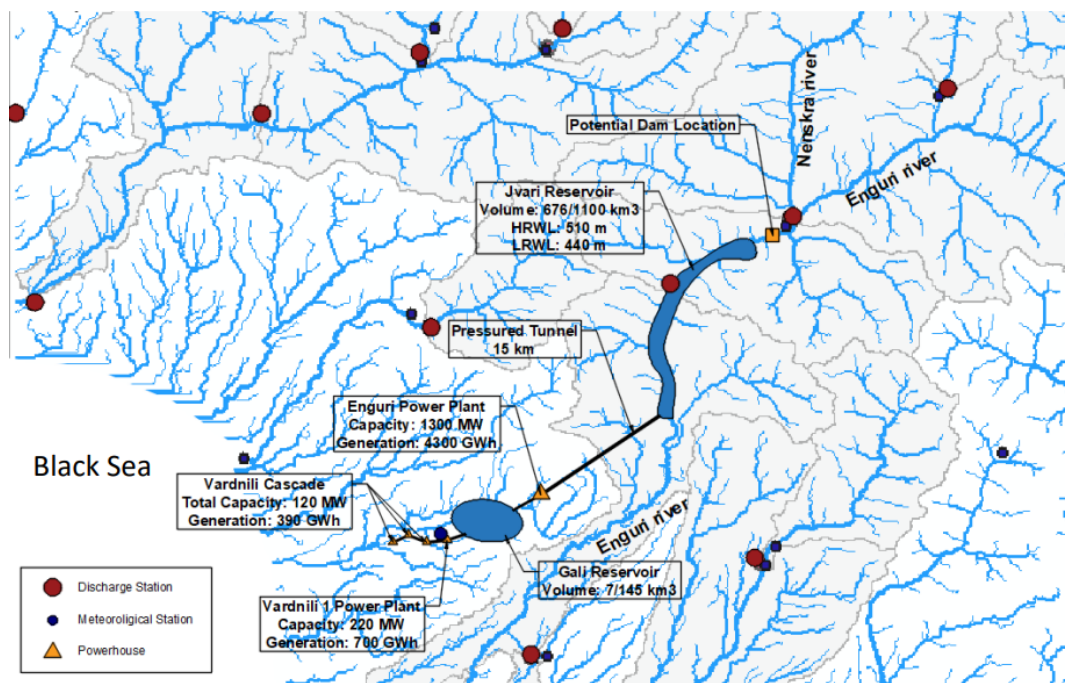 Potential Dam Location
Nenskra river
Enguri river
Jvari Reservoir
Volume: 676/1100 km3
HRWL: 510 m
LRWL: 440 m
Pressured Tunnel
15 km
Enguri Power Plant
Capacity: 1300 MW
Generation: 4300 GWh
Black Sea
Vardnili Cascade
Total Capacity: 120 MW
Generation: 390 GWh
Enguri river
Gali Reservoir
Volume: 7/145 km3
Vardnili 1 Power Plant
Capacity: 220 MW
Generation: 700 GWh
Discharge Station
Meteoroligical Station
Powerhouse